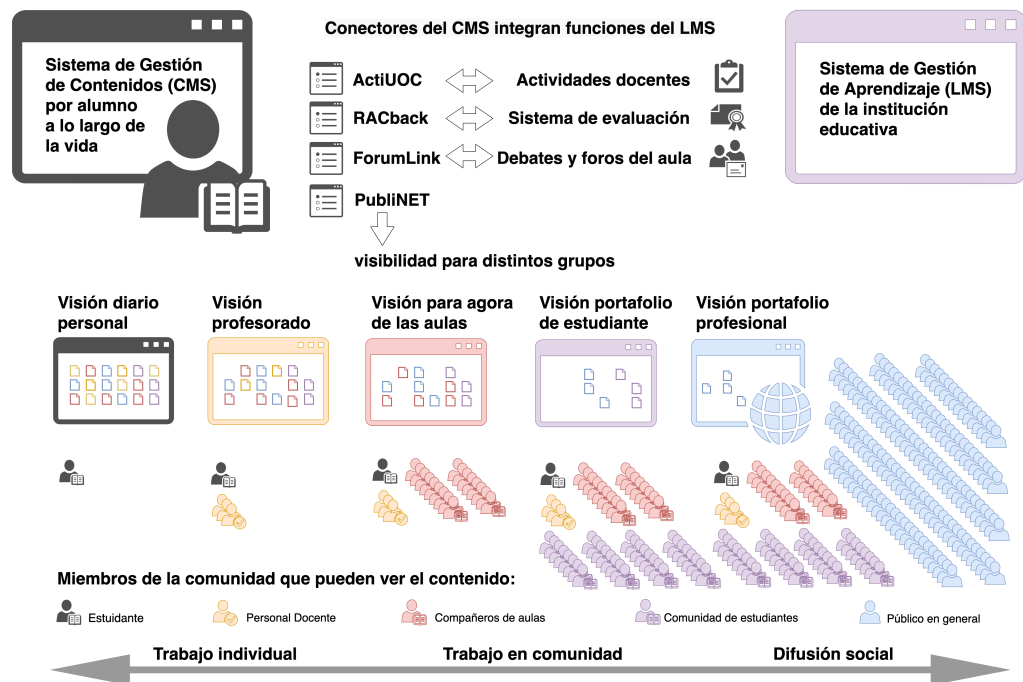 Conectores del CMS integran funciones del LMS
Sistema de Gestión
de Contenidos (CMS)
por alumno
a lo largo de
la vida
ActiUOC
Actividades docentes
RACback
Sistema de evaluación
ForumLink
Debates y foros del aula
PubliNET
visibilidad para distintos grupos
Sistema de Gestión
de Aprendizaje (LMS)
de la institución
educativa
Visión diario
personal
Visión
profesorado
Visión para agora
de las aulas
Visión portafolio
de estudiante
Visión portafolio
profesional
Miembros de la comunidad que pueden ver el contenido:
Estuidante
Personal Docente
Compañeros de aulas
Comunidad de estudiantes
Público en general
Trabajo individual
Trabajo en comunidad
Difusión social